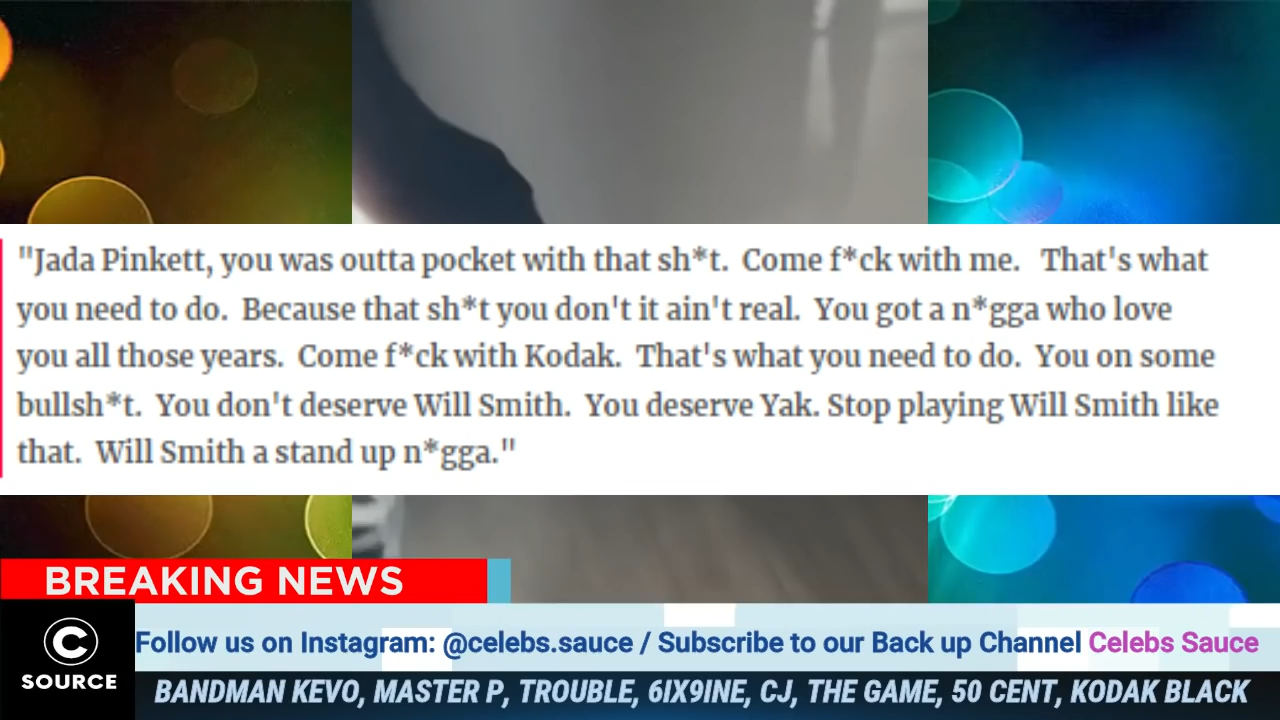 "Jada Pinkett, you was outta pocket with that sh*t.  Come f*ck with me.   That's what
you need to do.  Because that sh*t you don't it ain't real.  You got a n*gga who love
you all those years.  Come f*ck with Kodak.  That's what you need to do.  You on some
bullsh*t.  You don't deserve Will Smith.  You deserve Yak. Stop playing Will Smith like
that.  Will Smith a stand up n*gga."
BREAKING NEWS
C
SOURCE
Follow us on Instagram: @celebs.sauce / Subscribe to our Back up Channel Celebs Sauce
BANDMAN KEVO, MASTER P, TROUBLE, 6IX9INE, CJ, THE GAME, 50 CENT, KODAK BLACK